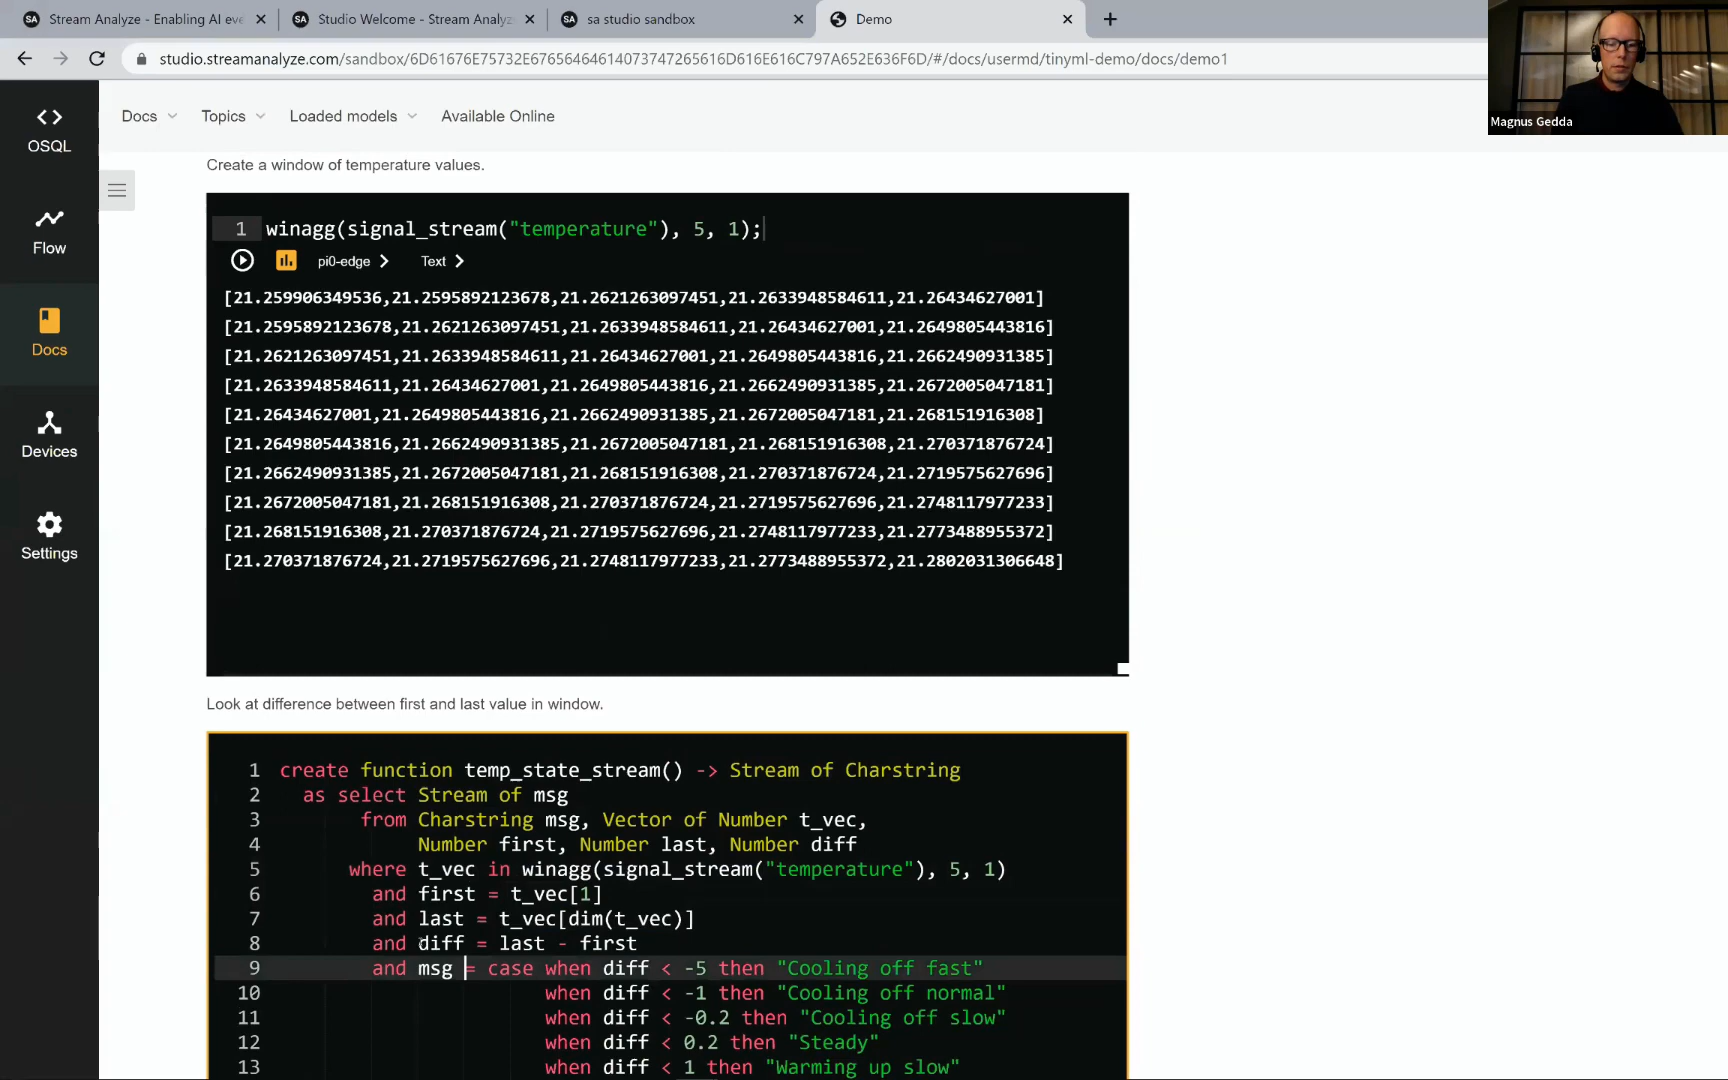 Stream Analyze - Enabling AI eve
Studio Welcome - Stream Analyz
sa studio sandbox
Demo
studio.streamanalyze.com/sandbox/6D61676E75732E67656464614073747265616D616E616C797A652E636F6D/#/docs/usermd/tinyml-demo/docs/demo1
Magnus Gedda
OSQL
Flow
Docs
Devices
Settings
Docs
Topics
Loaded models
Available Online
Create a window of temperature values.
1 winagg(signal_stream("temperature"), 5, 1);
pi0-edge
Text
[21.259906349536,21.2595892123678,21.2621263097451,21.2633948584611,21.26434627001]
[21.2595892123678,21.2621263097451,21.2633948584611,21.26434627001,21.2649805443816]
[21.2621263097451,21.2633948584611,21.26434627001,21.2649805443816,21.2662490931385]
[21.2633948584611,21.26434627001,21.2649805443816,21.2662490931385,21.2672005047181]
[21.26434627001,21.2649805443816,21.2662490931385,21.2672005047181,21.268151916308]
[21.2649805443816,21.2662490931385,21.2672005047181,21.268151916308,21.270371876724]
[21.2662490931385,21.2672005047181,21.268151916308,21.270371876724,21.2719575627696]
[21.2672005047181,21.268151916308,21.270371876724,21.2719575627696,21.2748117977233]
[21.268151916308,21.270371876724,21.2719575627696,21.2748117977233,21.2773488955372]
[21.270371876724,21.2719575627696,21.2748117977233,21.2773488955372,21.2802031306648]
Look at difference between first and last value in window.
1 create function temp_state_stream() -> Stream of Charstring
2 as select Stream of msg
3 from Charstring msg, Vector of Number t_vec,
4 Number first, Number last, Number diff
5 where t_vec in winagg(signal_stream("temperature"), 5, 1)
6 and first = t_vec[1]
7 and last = t_vec[dim(t_vec)]
8 and diff = last - first
9 and msg = case when diff < -5 then "Cooling off fast"
10 when diff < -1 then "Cooling off normal"
11 when diff < -0.2 then "Cooling off slow"
12 when diff < 0.2 then "Steady"
13 when diff < 1 then "Warming up slow"